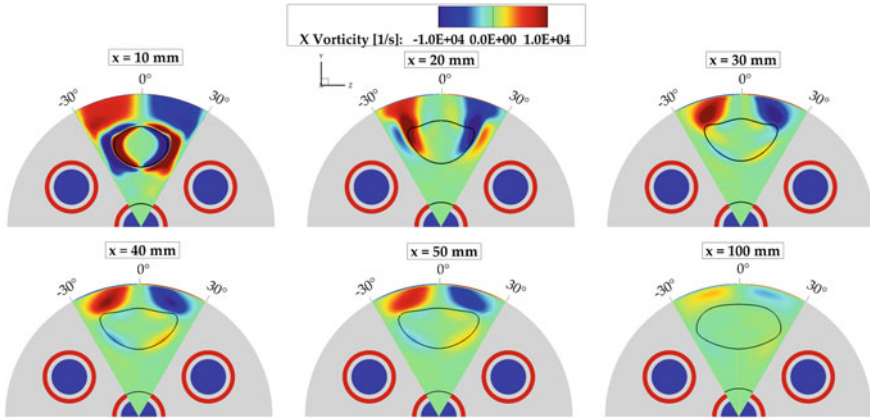 X Vorticity [1/s]: -1.0E+04 0.0E+00 1.0E+04
x = 10 mm
x = 20 mm
x = 30 mm
Y
Z
-30° 0° 30°
-30° 0° 30°
-30° 0° 30°
x = 40 mm
x = 50 mm
x = 100 mm
-30° 0° 30°
-30° 0° 30°
-30° 0° 30°